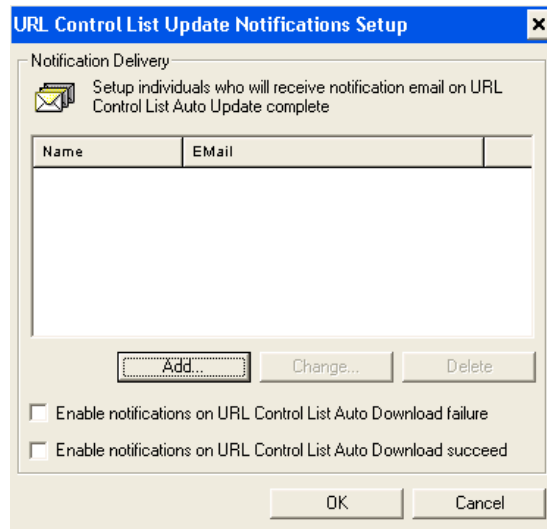 URL Control List Update Notifications Setup
Notification Delivery
Setup individuals who will receive notification email on URL
Control List Auto Update complete
Name EMail
Add... Change... Delete
Enable notifications on URL Control List Auto Download failure
Enable notifications on URL Control List Auto Download succeed
OK Cancel